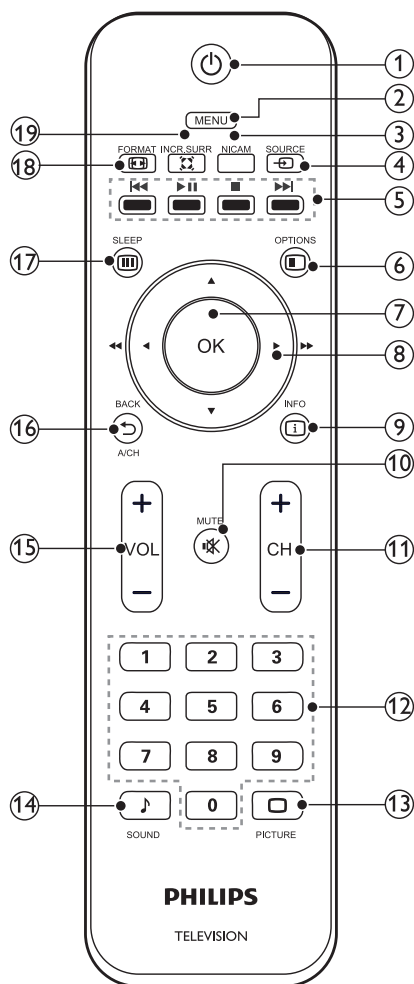 1
2
MENU
19
3
FORMAT INCR.SURR NICAM SOURCE
18
4
5
SLEEP OPTIONS
17
6
7
OK
8
BACK INFO
16
i
9
A/CH
10
+ +
MUTE
15
VOL CH
11
− −
1 2 3
12
4 5 6
7 8 9
14
0
13
SOUND PICTURE
PHILIPS
TELEVISION